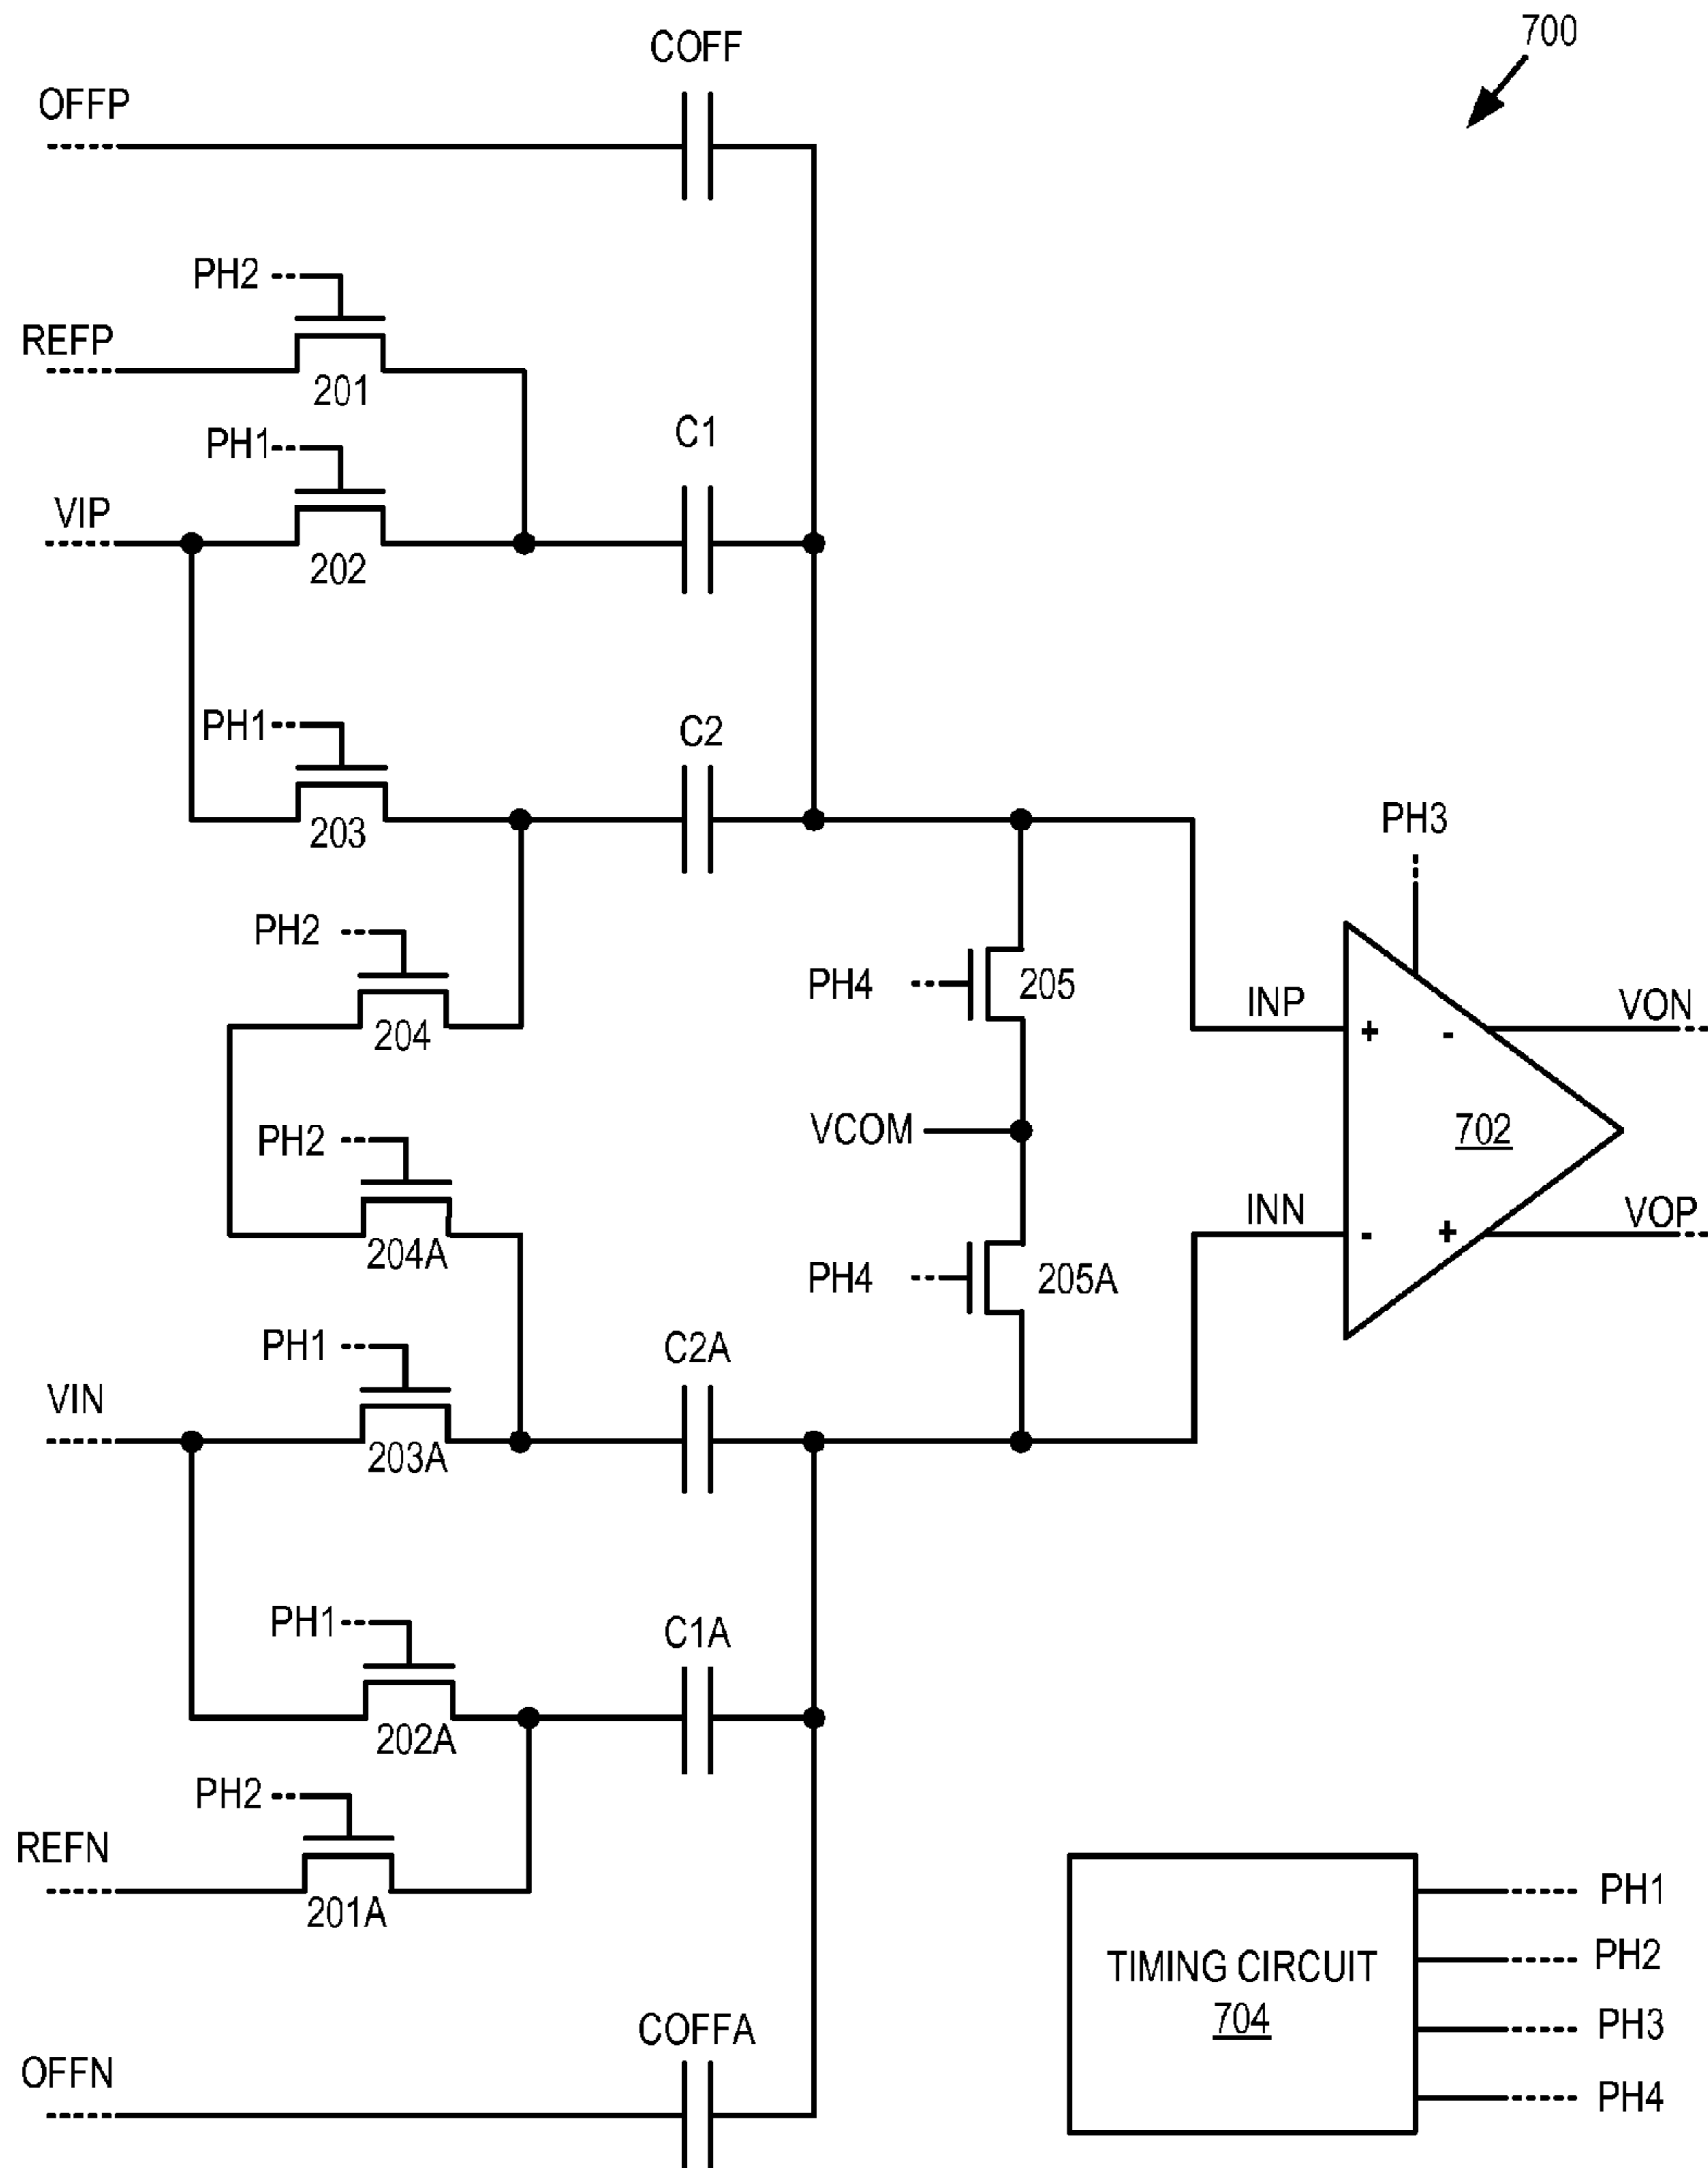 700
COFF
OFFP
PH2
REFP
201
PH1
C1
VIP
202
PH1
C2
203
PH3
PH2
204
PH4
205
INP
+
-
VON
VCOM
702
PH2
204A
INN
-
+
VOP
PH4
205A
PH1
C2A
VIN
203A
PH1
C1A
202A
PH2
REFN
201A
TIMING CIRCUIT
704
PH1
PH2
PH3
PH4
COFFA
OFFN